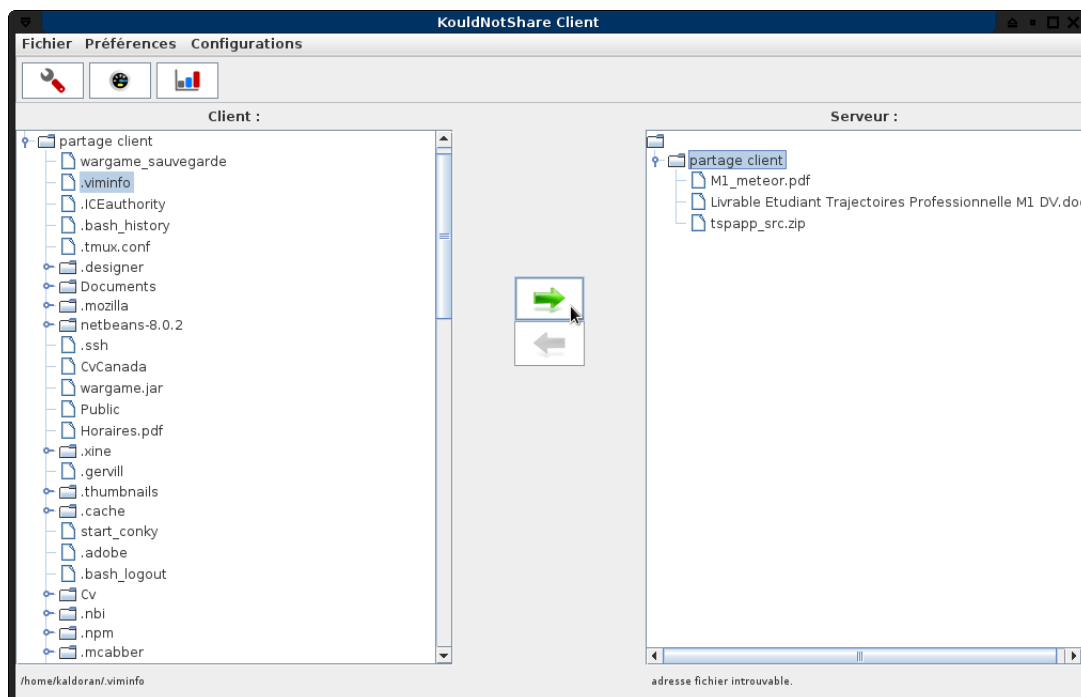 KouldNotShare Client
Fichier Préférences Configurations
Client :
Serveur :
partage client
wargame_sauvegarde
.viminfo
.ICEauthority
.bash_history
.tmux.conf
.designer
Documents
.mozilla
netbeans-8.0.2
.ssh
CvCanada
wargame.jar
Public
Horaires.pdf
.xine
.gervill
.thumbnails
.cache
start_conky
.adobe
.bash_logout
Cv
.nbi
.npm
.mcabber
partage client
M1_meteor.pdf
Livrable Etudiant Trajectoires Professionnelle M1 DV.do
tspapp_src.zip
/home/kaldoran/.viminfo
adresse fichier introuvable.